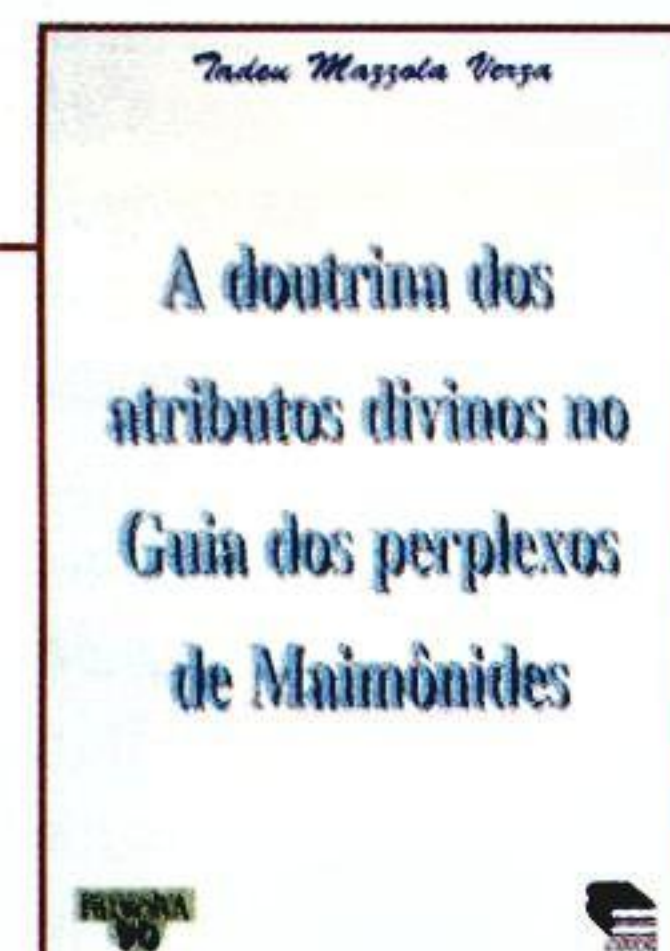 Tadeu Mazzola Verza
A doutrina dos
atributos divinos no
Guia dos perplexos
de Maimônides